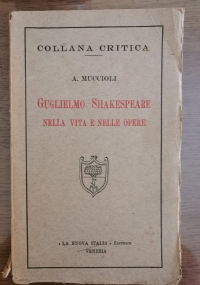 COLLANA CRITICA
A. MUCCIOLI
GUGLIELMO SHAKESPEARE
NELLA VITA E NELLE OPERE
"LA NUOVA ITALIA" - Editrice
VENEZIA